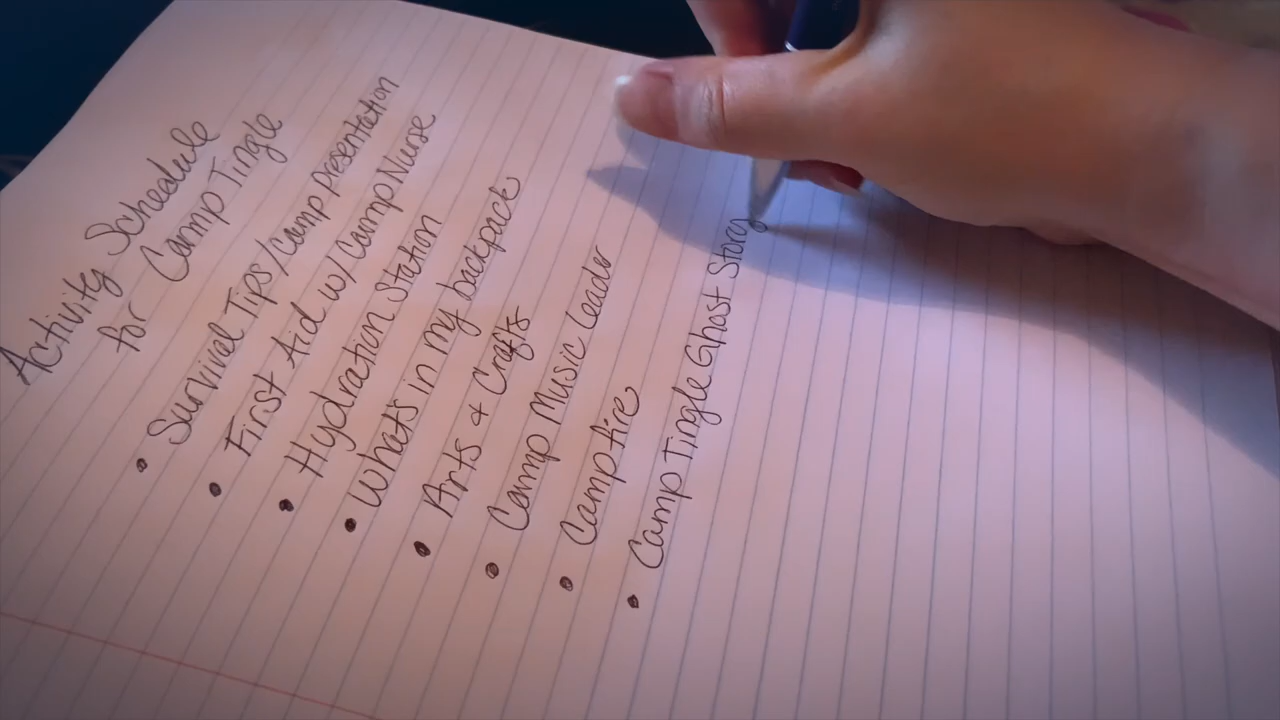 Activity Schedule
for Camp Tingle
• Survival Tips/Camp Presentation
• First Aid w/ Camp Nurse
• Hydration Station
• Whats in my backpack
• Arts & Crafts
• Camp Music Leader
• Campfire
• Camp Tingle Ghost Story